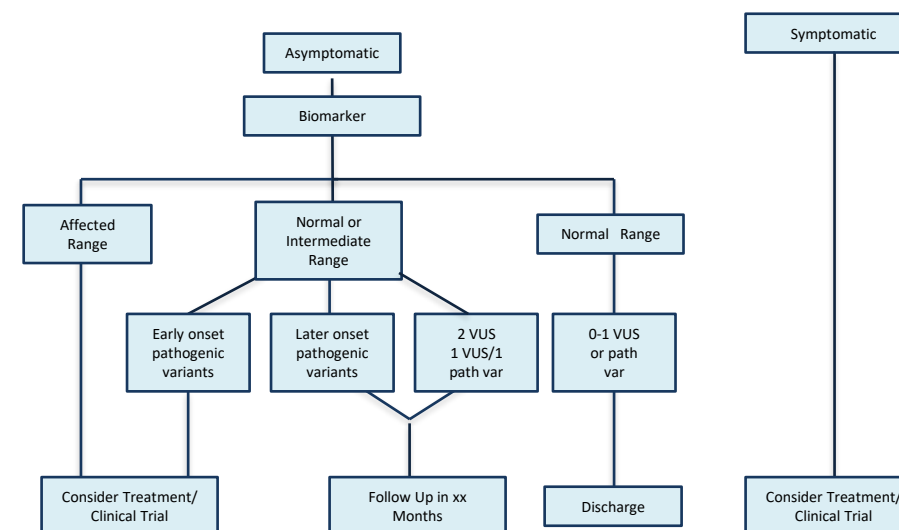 Asymptomatic
Symptomatic
Biomarker
Affected
Range
Normal or
Intermediate
Range
Normal Range
Early onset
pathogenic
variants
Later onset
pathogenic
variants
2 VUS
1 VUS/1
path var
0-1 VUS
or path
var
Consider Treatment/
Clinical Trial
Follow Up in xx
Months
Discharge
Consider Treatment/
Clinical Trial